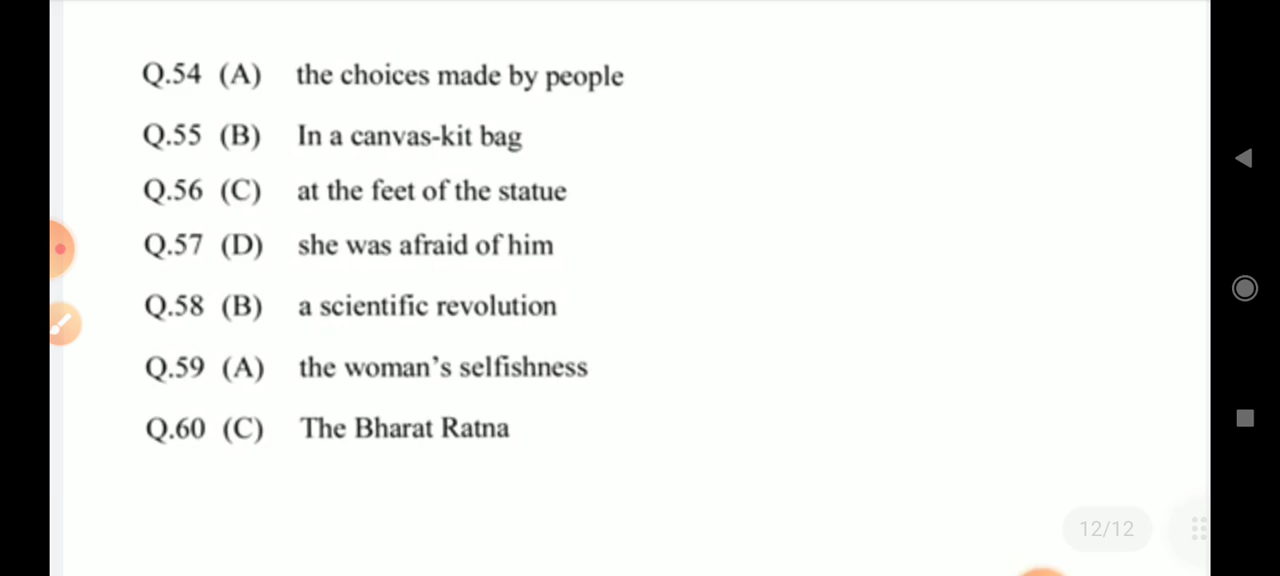 Q.54 (A) the choices made by people
Q.55 (B) In a canvas-kit bag
Q.56 (C) at the feet of the statue
Q.57 (D) she was afraid of him
Q.58 (B) a scientific revolution
Q.59 (A) the woman’s selfishness
Q.60 (C) The Bharat Ratna
12/12